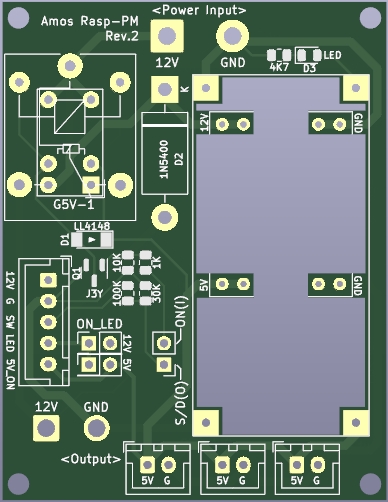 <Power Input>
Amos Rasp-PM
Rev.2
12V
GND
4K7
D3
LED
K
12V
GND
1N5400
D2
G5V-1
LL4148
D1
Q1
J3Y
10K
1K
100K
30K
5V
GND
12V G SW LED 5V_ON
ON_LED
12V
5V
ON(I)
S/D(O)
12V
GND
<Output>
5V G
5V G
5V G